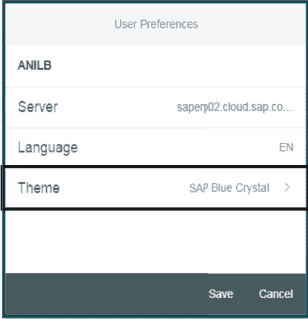 User Preferences
ANILB
Server saperp02.cloud.sap.co...
Language EN
Theme SAP Blue Crystal >
Save Cancel